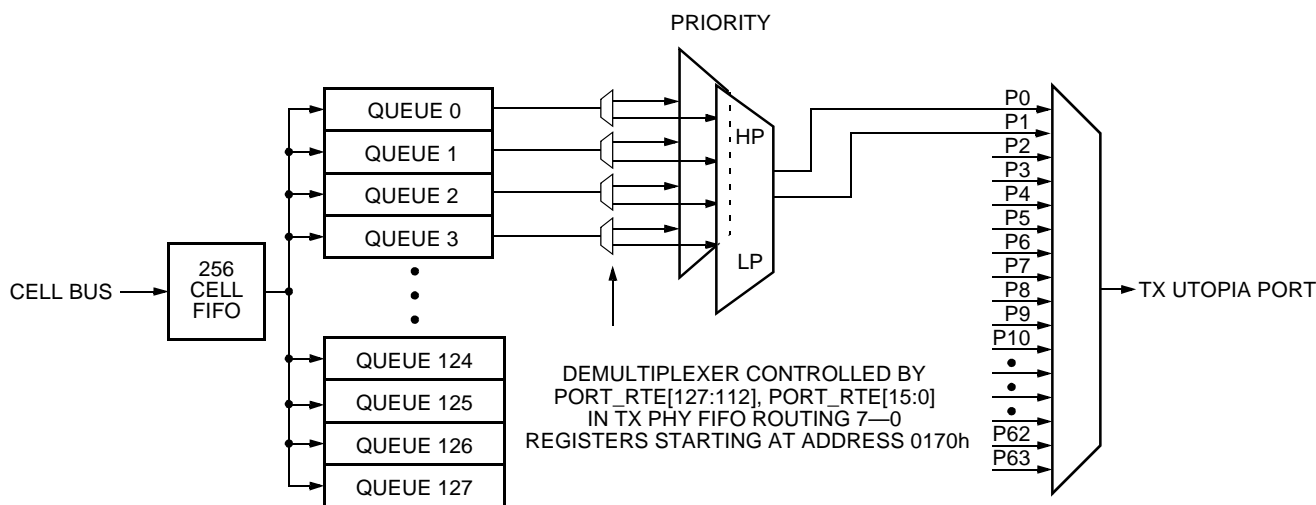 PRIORITY
QUEUE 0
QUEUE 1
QUEUE 2
QUEUE 3
HP
LP
P0
P1
P2
P3
P4
P5
P6
P7
P8
P9
P10
P62
P63
CELL BUS
256
CELL
FIFO
TX UTOPIA PORT
QUEUE 124
QUEUE 125
QUEUE 126
QUEUE 127
DEMULTIPLEXER CONTROLLED BY
PORT_RTE[127:112], PORT_RTE[15:0]
IN TX PHY FIFO ROUTING 7—0
REGISTERS STARTING AT ADDRESS 0170h